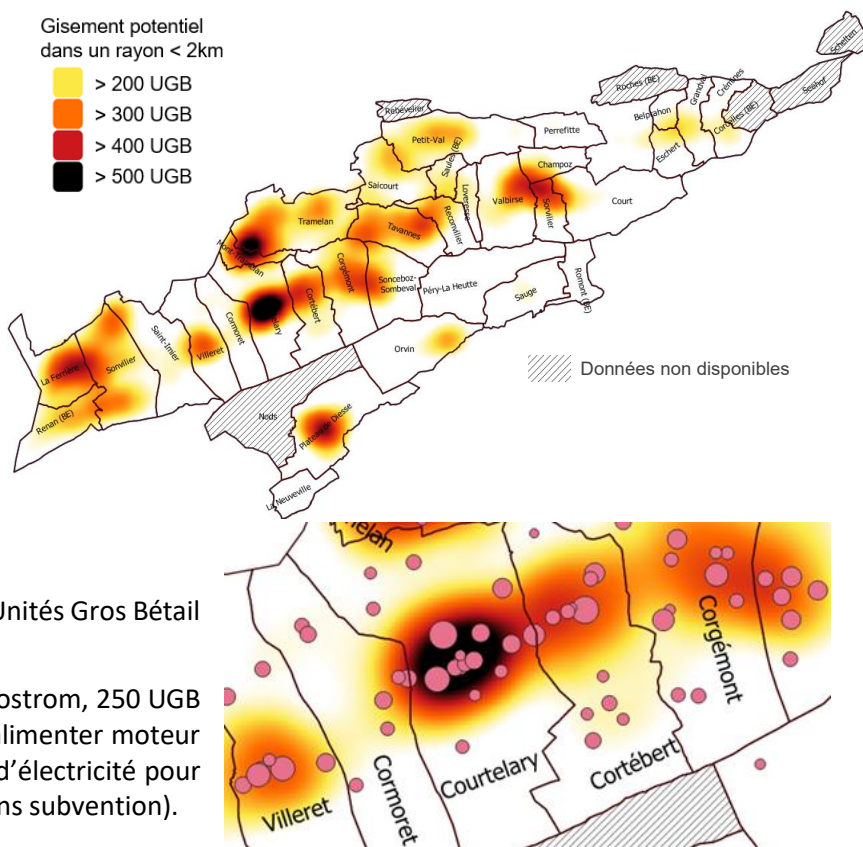 Gisement potentiel
dans un rayon < 2km
> 200 UGB
> 300 UGB
> 400 UGB
> 500 UGB
Schelten
Seehof
Roches (BE)
Grandval
Crémines
Rebévelier
Belprahon
Corcelles (BE)
Petit-Val
Perrefitte
Eschert
Saules (BE)
Champoz
Saicourt
Loveresse
Valbirse
Sorvilier
Court
Tramelan
Tavannes
Reconvilier
Mont-Tramelan
Corgémont
Sonceboz-
Sombeval
Péry-La Heutte
Romont (BE)
Cortébert
Sauge
Cormoret
Saint-Imier
Villeret
Orvin
La Ferrière
Sonvilier
Données non disponibles
Renan (BE)
Nods
Plateau de Diesse
La Neuveville
melan
Unités Gros Bétail
Corgémont
ostrom, 250 UGB
alimenter moteur
d'électricité pour
ns subvention).
Courtelary
Cortébert
Cormoret
Villeret